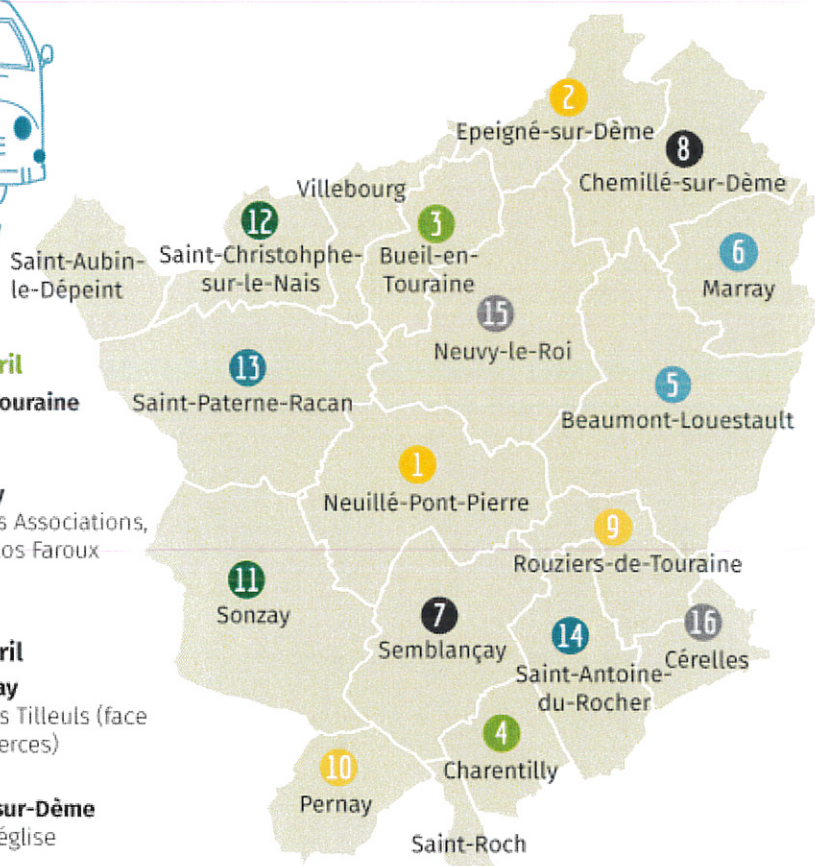 2
Epeigné-sur-Dême
8
Chemillé-sur-Dême
Villebourg
12
Saint-Christohphe-
sur-le-Nais
3
Bueil-en-
Touraine
6
Marray
Saint-Aubin-
le-Dépeint
15
Neuvy-le-Roi
13
Saint-Paterne-Racan
5
Beaumont-Louestault
1
Neuillé-Pont-Pierre
9
Rouziers-de-Touraine
11
Sonzay
7
Semblançay
14
Saint-Antoine-
du-Rocher
16
Cérelles
4
Charentilly
10
Pernay
Saint-Roch
ril
ouraine
y
s Associations,
os Faroux
ril
ay
s Tilleuls (face
erces)
sur-Dême
église